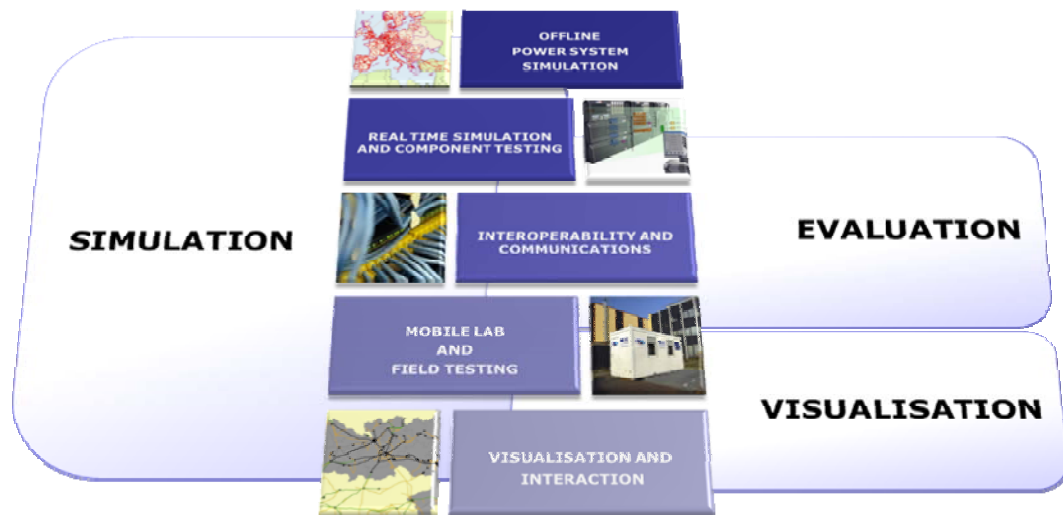 OFFLINE
POWER SYSTEM
SIMULATION
REAL TIME SIMULATION
AND COMPONENT TESTING
SIMULATION
INTEROPERABILITY AND
COMMUNICATIONS
EVALUATION
MOBILE LAB
AND
FIELD TESTING
VISUALISATION
VISUALISATION AND
INTERACTION